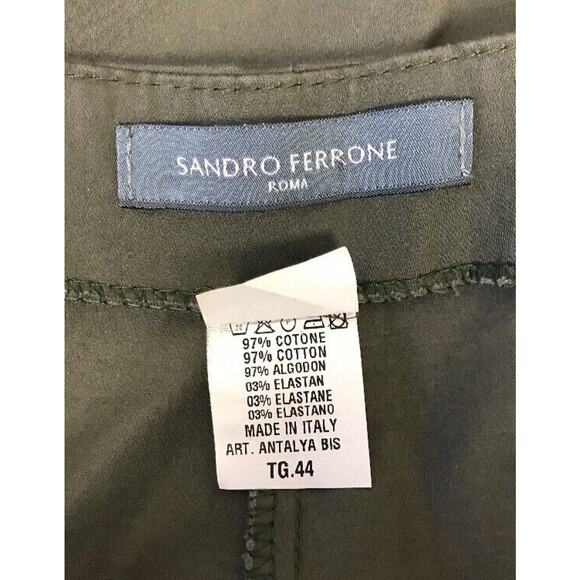 SANDRO FERRONE
ROMA
97% COTONE
97% COTTON
97% ALGODON
03% ELASTAN
03% ELASTANE
03% ELASTANO
MADE IN ITALY
ART. ANTALYA BIS
TG.44